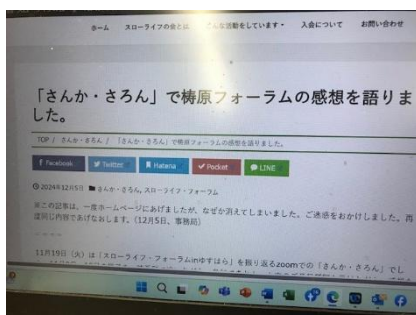 ホーム スローライフの会とは どんな活動をしています 入会について お問い合わせ
「さんか・さろん」で梼原フォーラムの感想を語りま
した。
TOP / さんか・さろん / 「さんか・さろん」で梼原フォーラムの感想を語りました。
Facebook Twitter Hatena Pocket LINE
2024年12月5日 さんか・さろん, スローライフ・フォーラム
※この記事は、一度ホームページにあげましたが、なぜか消えてしまいました。ご迷惑をおかけしました。再
度同じ内容であげなおします。(12月5日、事務局)
11月19日（火）は「スローライフ・フォーラムinゆすはら」を振り返るzoomでの「さんか・さろん」でし